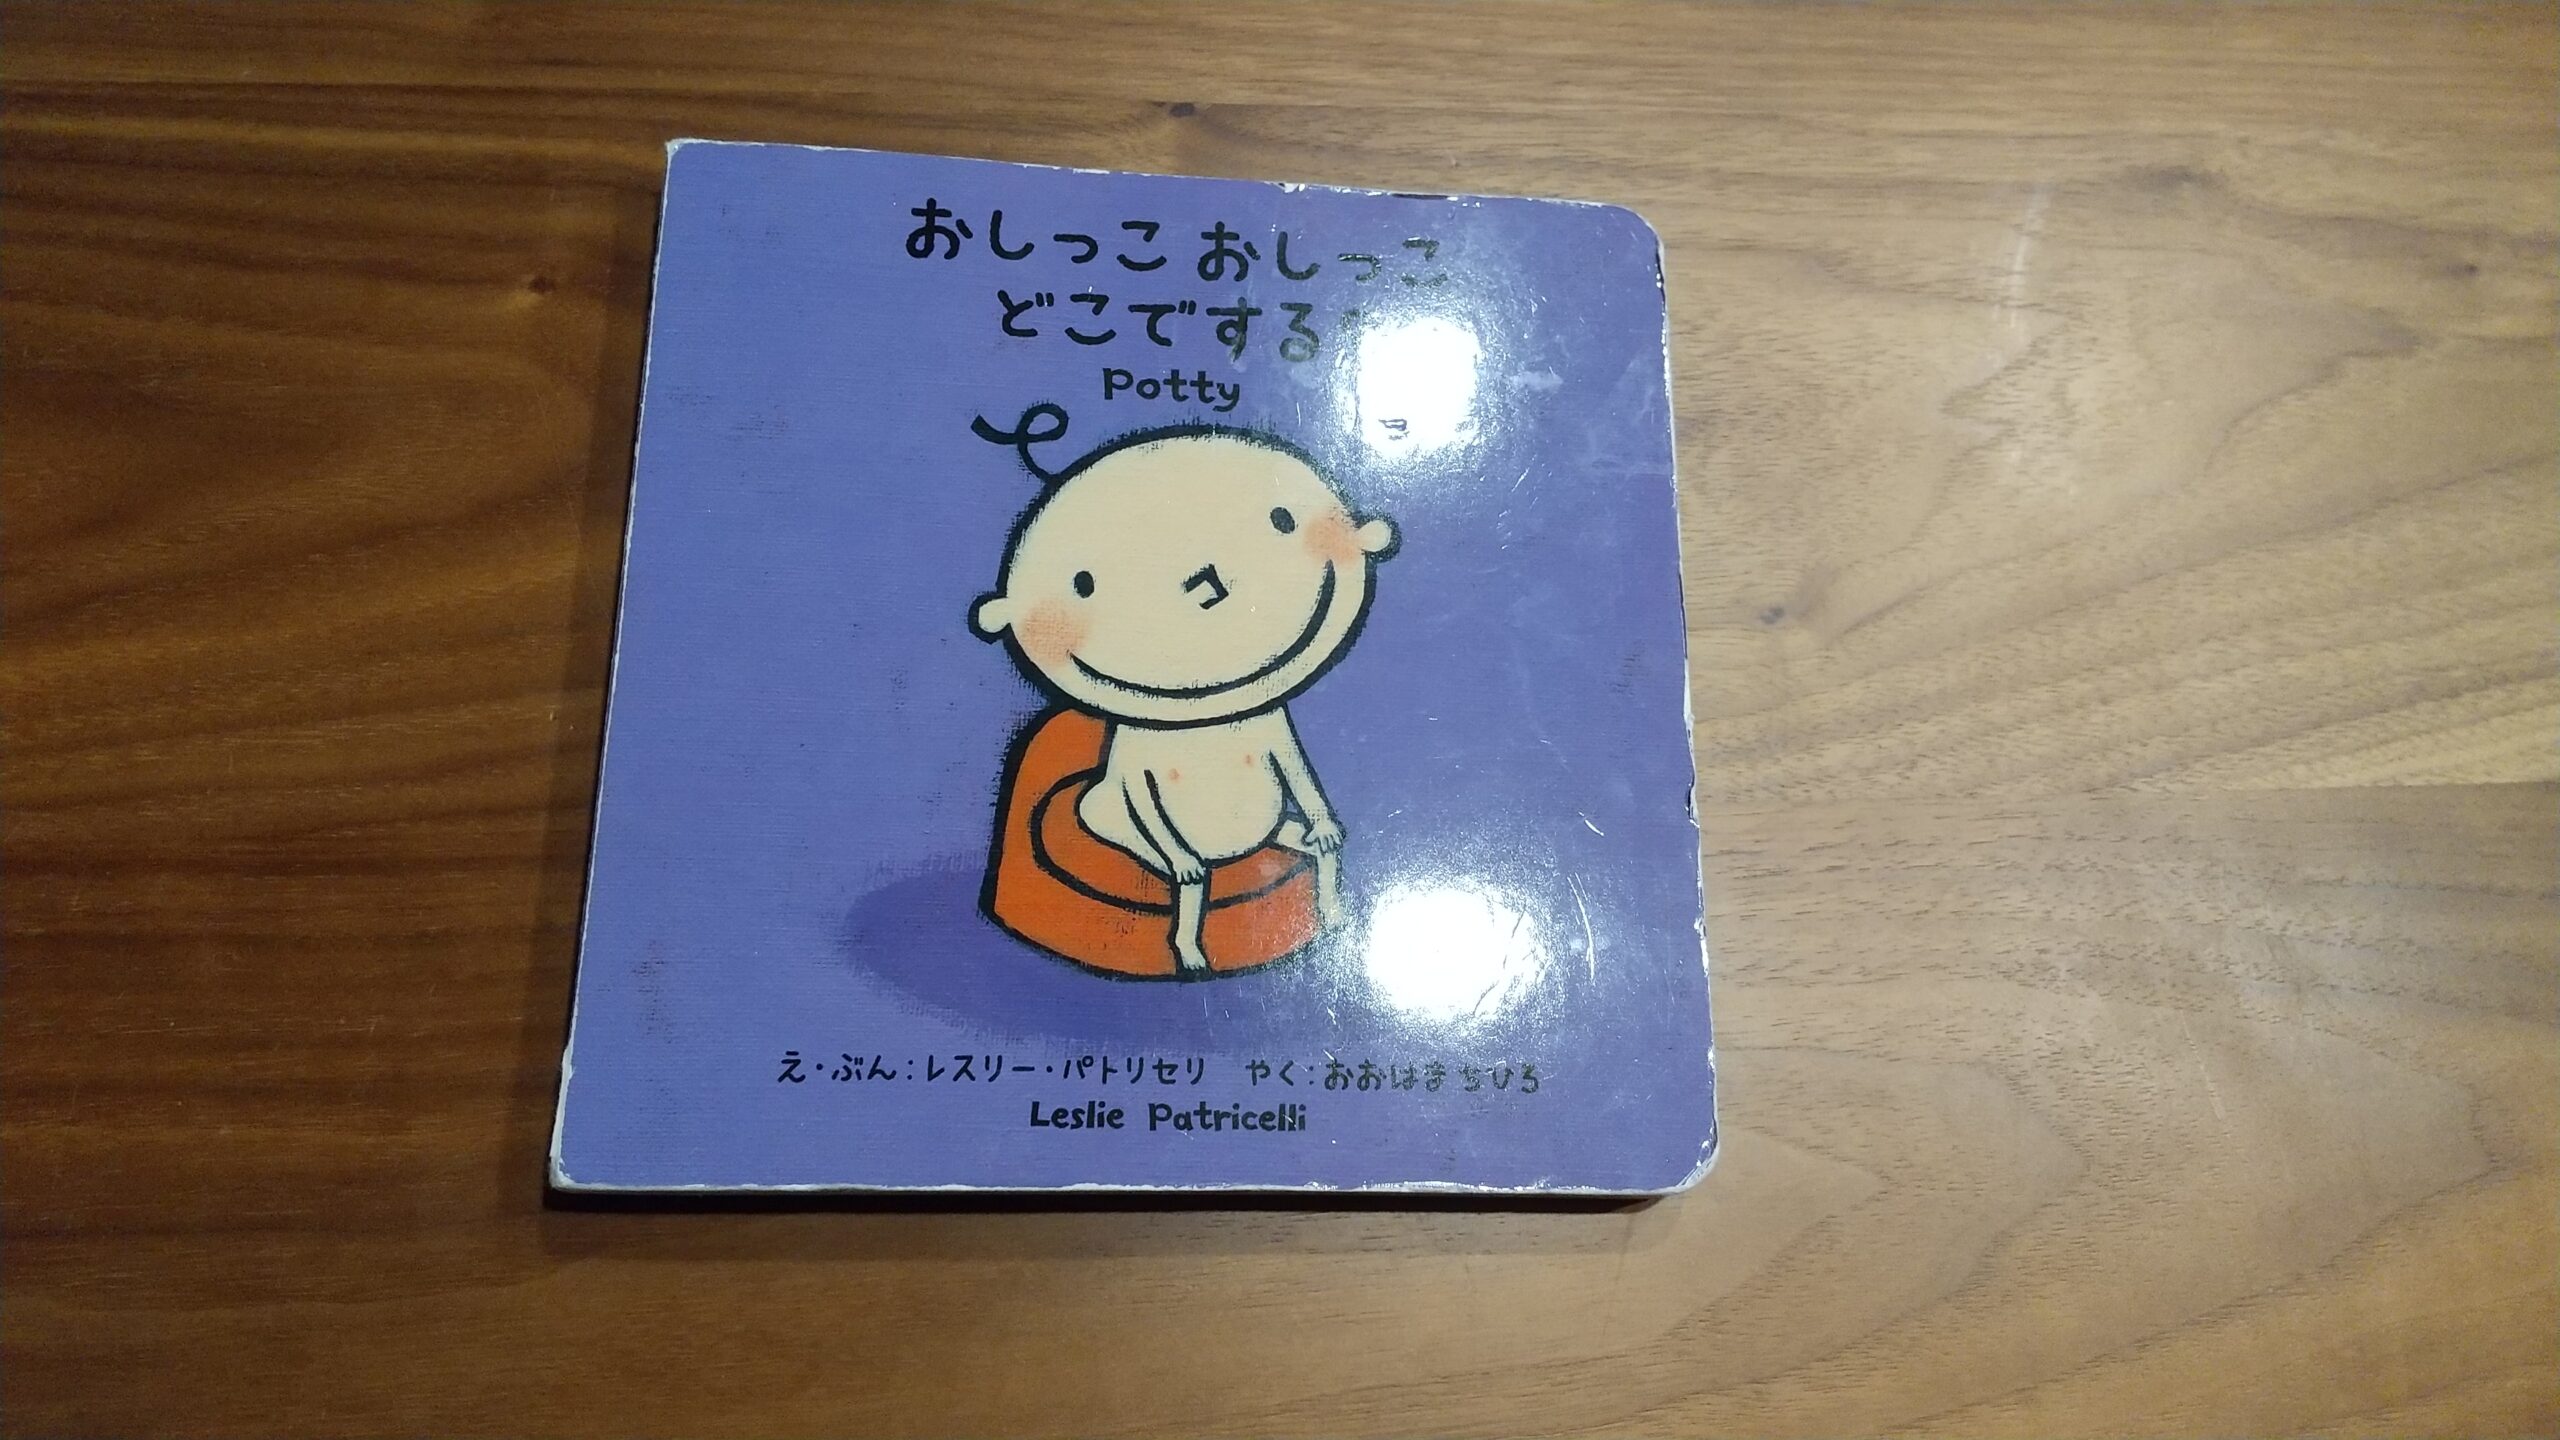 おしっこ おしっこ
どこでする
Potty
え・ぶん：レスリー・パトリセリ　やく：おおはまちひろ
Leslie Patricelli